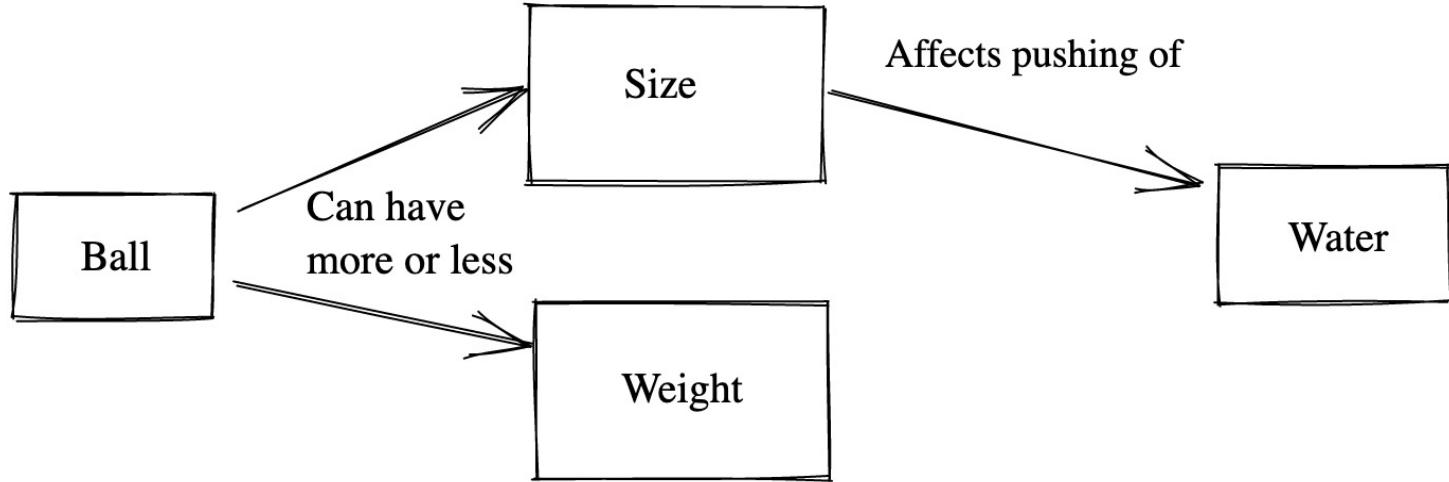 Size
Affects pushing of
Can have
more or less
Ball
Water
Weight